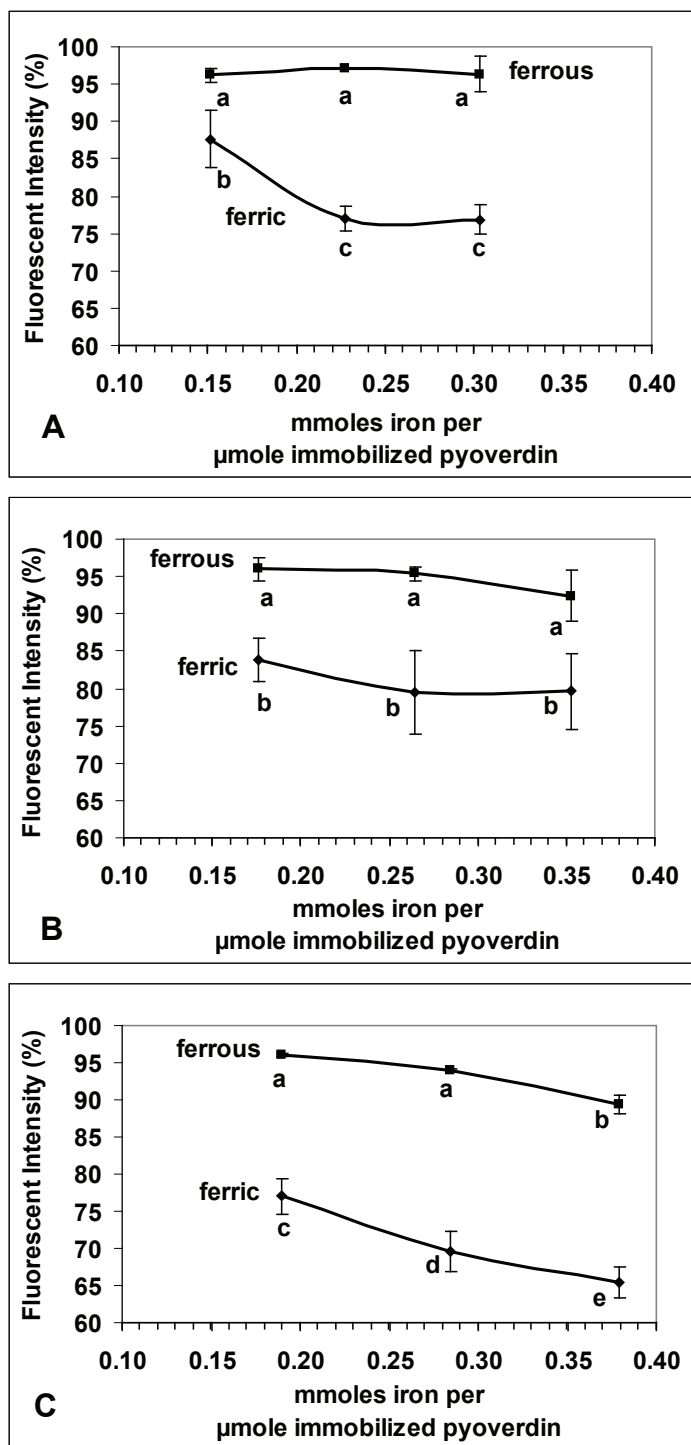 Fluorescent Intensity (%)
100
95
90
85
80
75
70
65
60
ferrous
a a a
b
ferric
c c
0.10 0.15 0.20 0.25 0.30 0.35 0.40
mmoles iron per
µmole immobilized pyoverdin
A
Fluorescent Intensity (%)
100
95
90
85
80
75
70
65
60
ferrous
a a a
ferric
b b b
0.10 0.15 0.20 0.25 0.30 0.35 0.40
mmoles iron per
µmole immobilized pyoverdin
B
Fluorescent Intensity (%)
100
95
90
85
80
75
70
65
60
ferrous
a a b
ferric
c d e
0.10 0.15 0.20 0.25 0.30 0.35 0.40
mmoles iron per
µmole immobilized pyoverdin
C